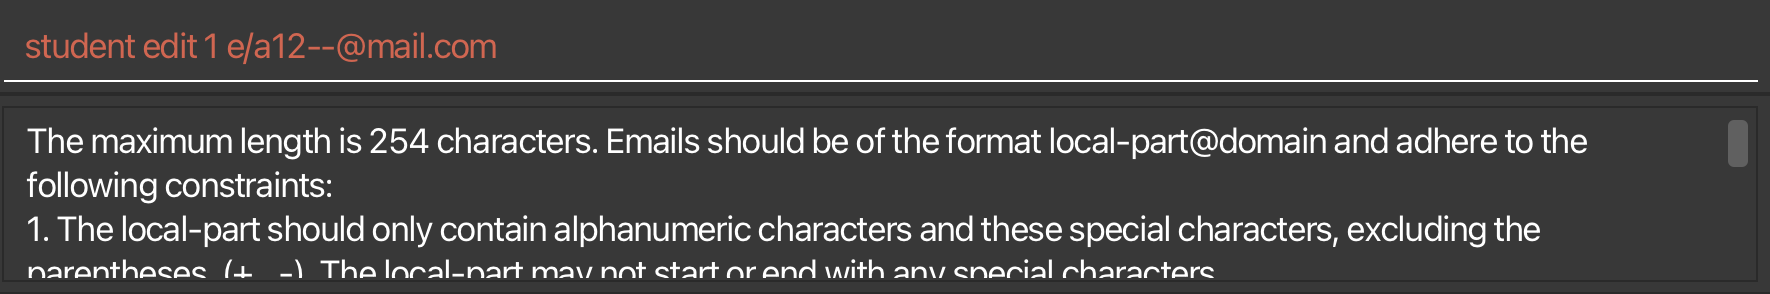 student edit 1 e/a12--@mail.com
The maximum length is 254 characters. Emails should be of the format local-part@domain and adhere to the
following constraints:
1. The local-part should only contain alphanumeric characters and these special characters, excluding the
parentheses, (+_.-). The local-part may not start or end with any special characters.